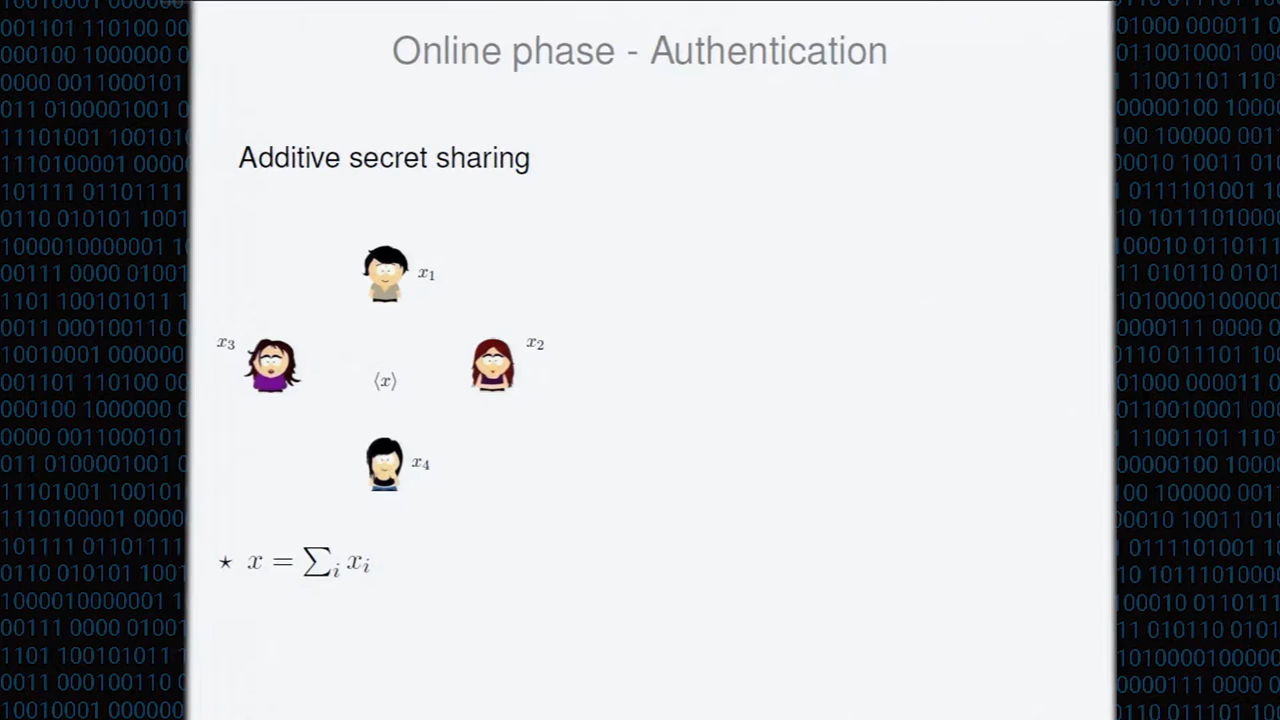 Online phase - Authentication
Additive secret sharing
x₁
x₃
x₂
⟨x⟩
x₄
⋆ x = ∑ᵢ xᵢ